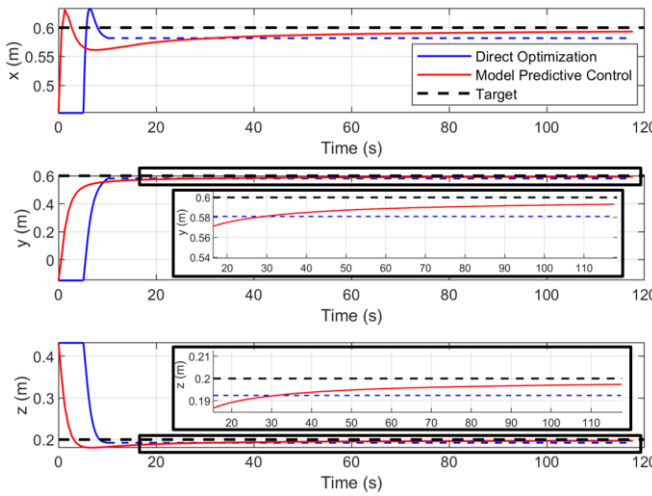 0.6
0.55
0.5
x (m)
Direct Optimization
Model Predictive Control
Target
0 20 40 60 80 100 120
Time (s)
0.6
0.4
0.2
0
y (m)
0.6
0.58
0.56
0.54
y (m)
20 30 40 50 60 70 80 90 100 110
0 20 40 60 80 100 120
Time (s)
0.4
0.3
0.2
z (m)
0.21
0.2
0.19
z (m)
20 30 40 50 60 70 80 90 100 110
0 20 40 60 80 100 120
Time (s)